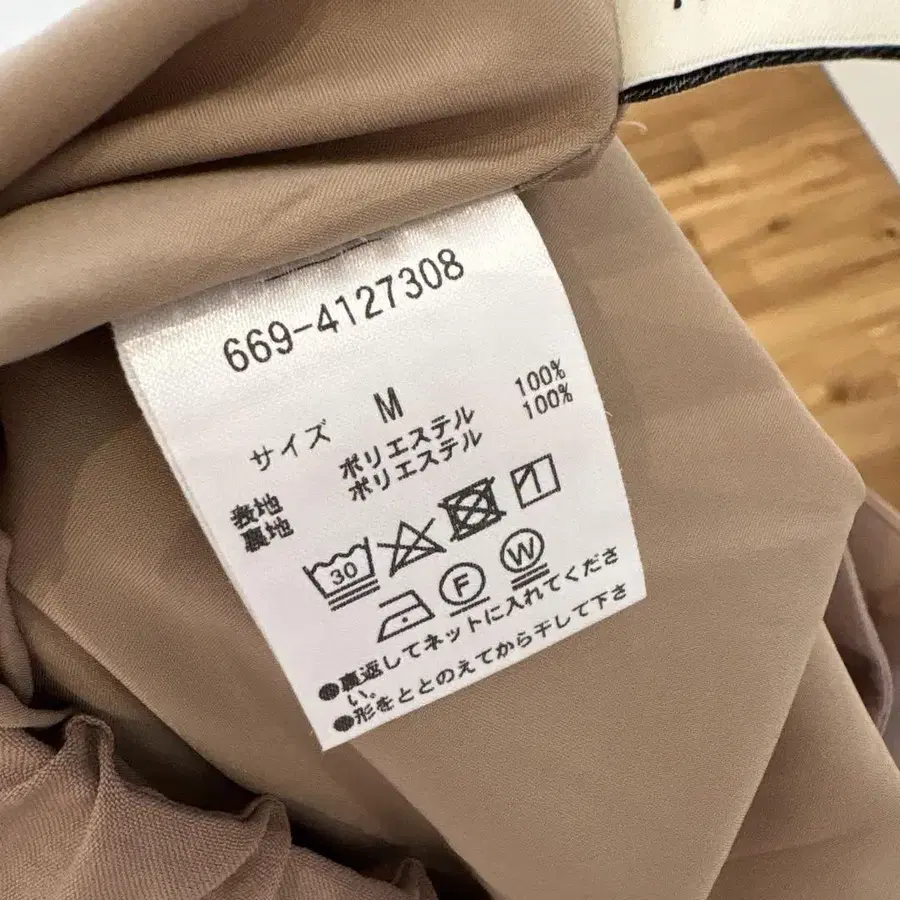 669-4127308
サイズ M
表地 ポリエステル 100%
裏地 ポリエステル 100%
30
F W
●裏返してネットに入れてくださ
い。
●形をととのえてから干して下さ